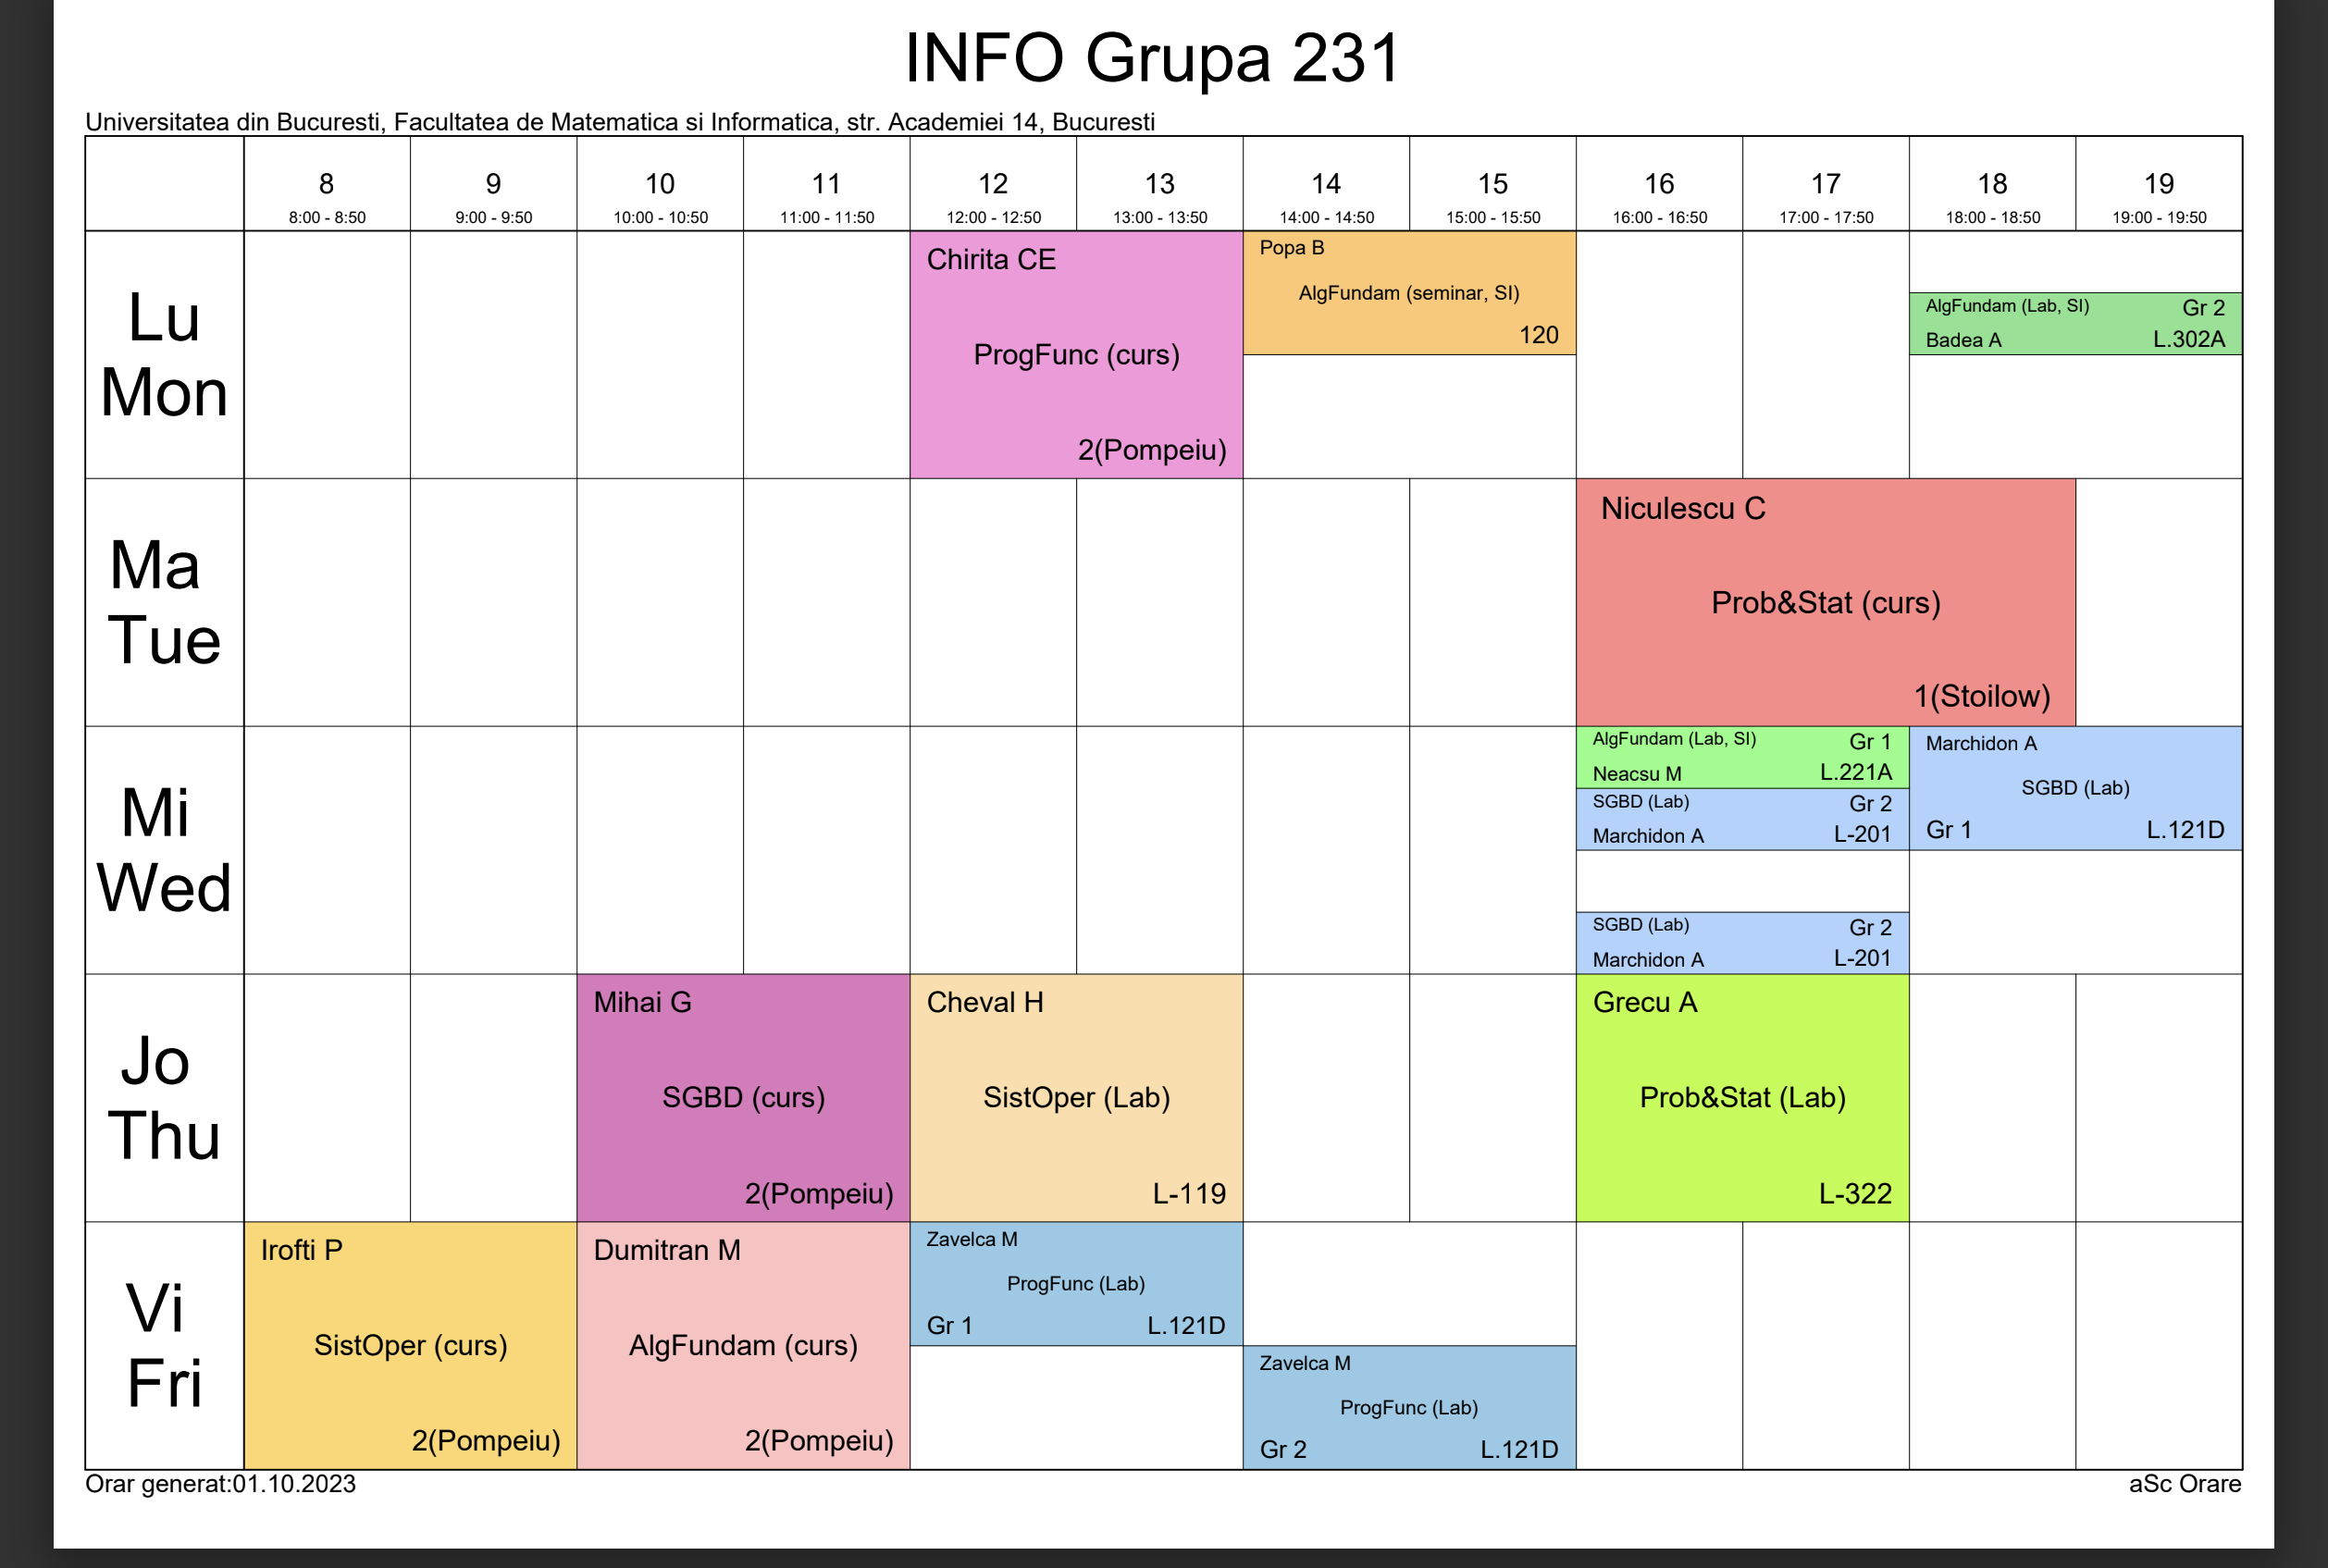 INFO Grupa 231
Universitatea din Bucuresti, Facultatea de Matematica si Informatica, str. Academiei 14, Bucuresti
8 9 10 11 12 13 14 15 16 17 18 19
8:00 - 8:50 9:00 - 9:50 10:00 - 10:50 11:00 - 11:50 12:00 - 12:50 13:00 - 13:50 14:00 - 14:50 15:00 - 15:50 16:00 - 16:50 17:00 - 17:50 18:00 - 18:50 19:00 - 19:50
Lu
Mon
Chirita CE
ProgFunc (curs)
2(Pompeiu)
Popa B
AlgFundam (seminar, SI)
120
AlgFundam (Lab, SI) Gr 2
Badea A L.302A
Ma
Tue
Niculescu C
Prob&Stat (curs)
1(Stoilow)
Mi
Wed
AlgFundam (Lab, SI) Gr 1
Neacsu M L.221A
SGBD (Lab) Gr 2
Marchidon A L-201
SGBD (Lab) Gr 2
Marchidon A L-201
Marchidon A
SGBD (Lab)
Gr 1 L.121D
Jo
Thu
Mihai G
SGBD (curs)
2(Pompeiu)
Cheval H
SistOper (Lab)
L-119
Grecu A
Prob&Stat (Lab)
L-322
Vi
Fri
Irofti P
SistOper (curs)
2(Pompeiu)
Dumitran M
AlgFundam (curs)
2(Pompeiu)
Zavelca M
ProgFunc (Lab)
Gr 1 L.121D
Zavelca M
ProgFunc (Lab)
Gr 2 L.121D
Orar generat:01.10.2023 aSc Orare